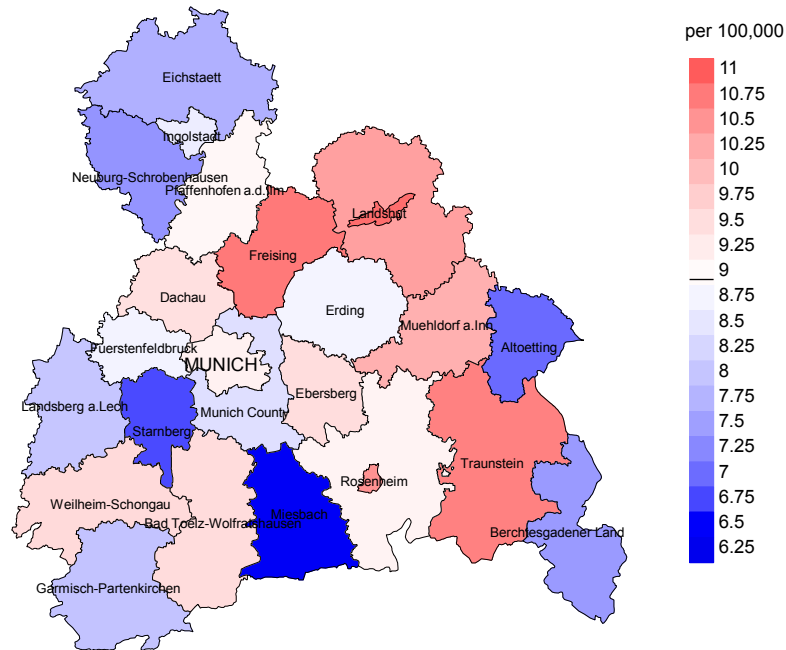 per 100,000
11
10.75
10.5
10.25
10
9.75
9.5
9.25
9
8.75
8.5
8.25
8
7.75
7.5
7.25
7
6.75
6.5
6.25
Eichstaett
Ingolstadt
Neuburg-Schrobenhausen
Pfaffenhofen a.d.Ilm
Landshut
Freising
Dachau
Erding
Muehldorf a.Inn
Altoetting
Fuerstenfeldbruck
MUNICH
Ebersberg
Landsberg a.Lech
Munich County
Starnberg
Traunstein
Rosenheim
Weilheim-Schongau
Miesbach
Bad Toelz-Wolfratshausen
Berchtesgadener Land
Garmisch-Partenkirchen